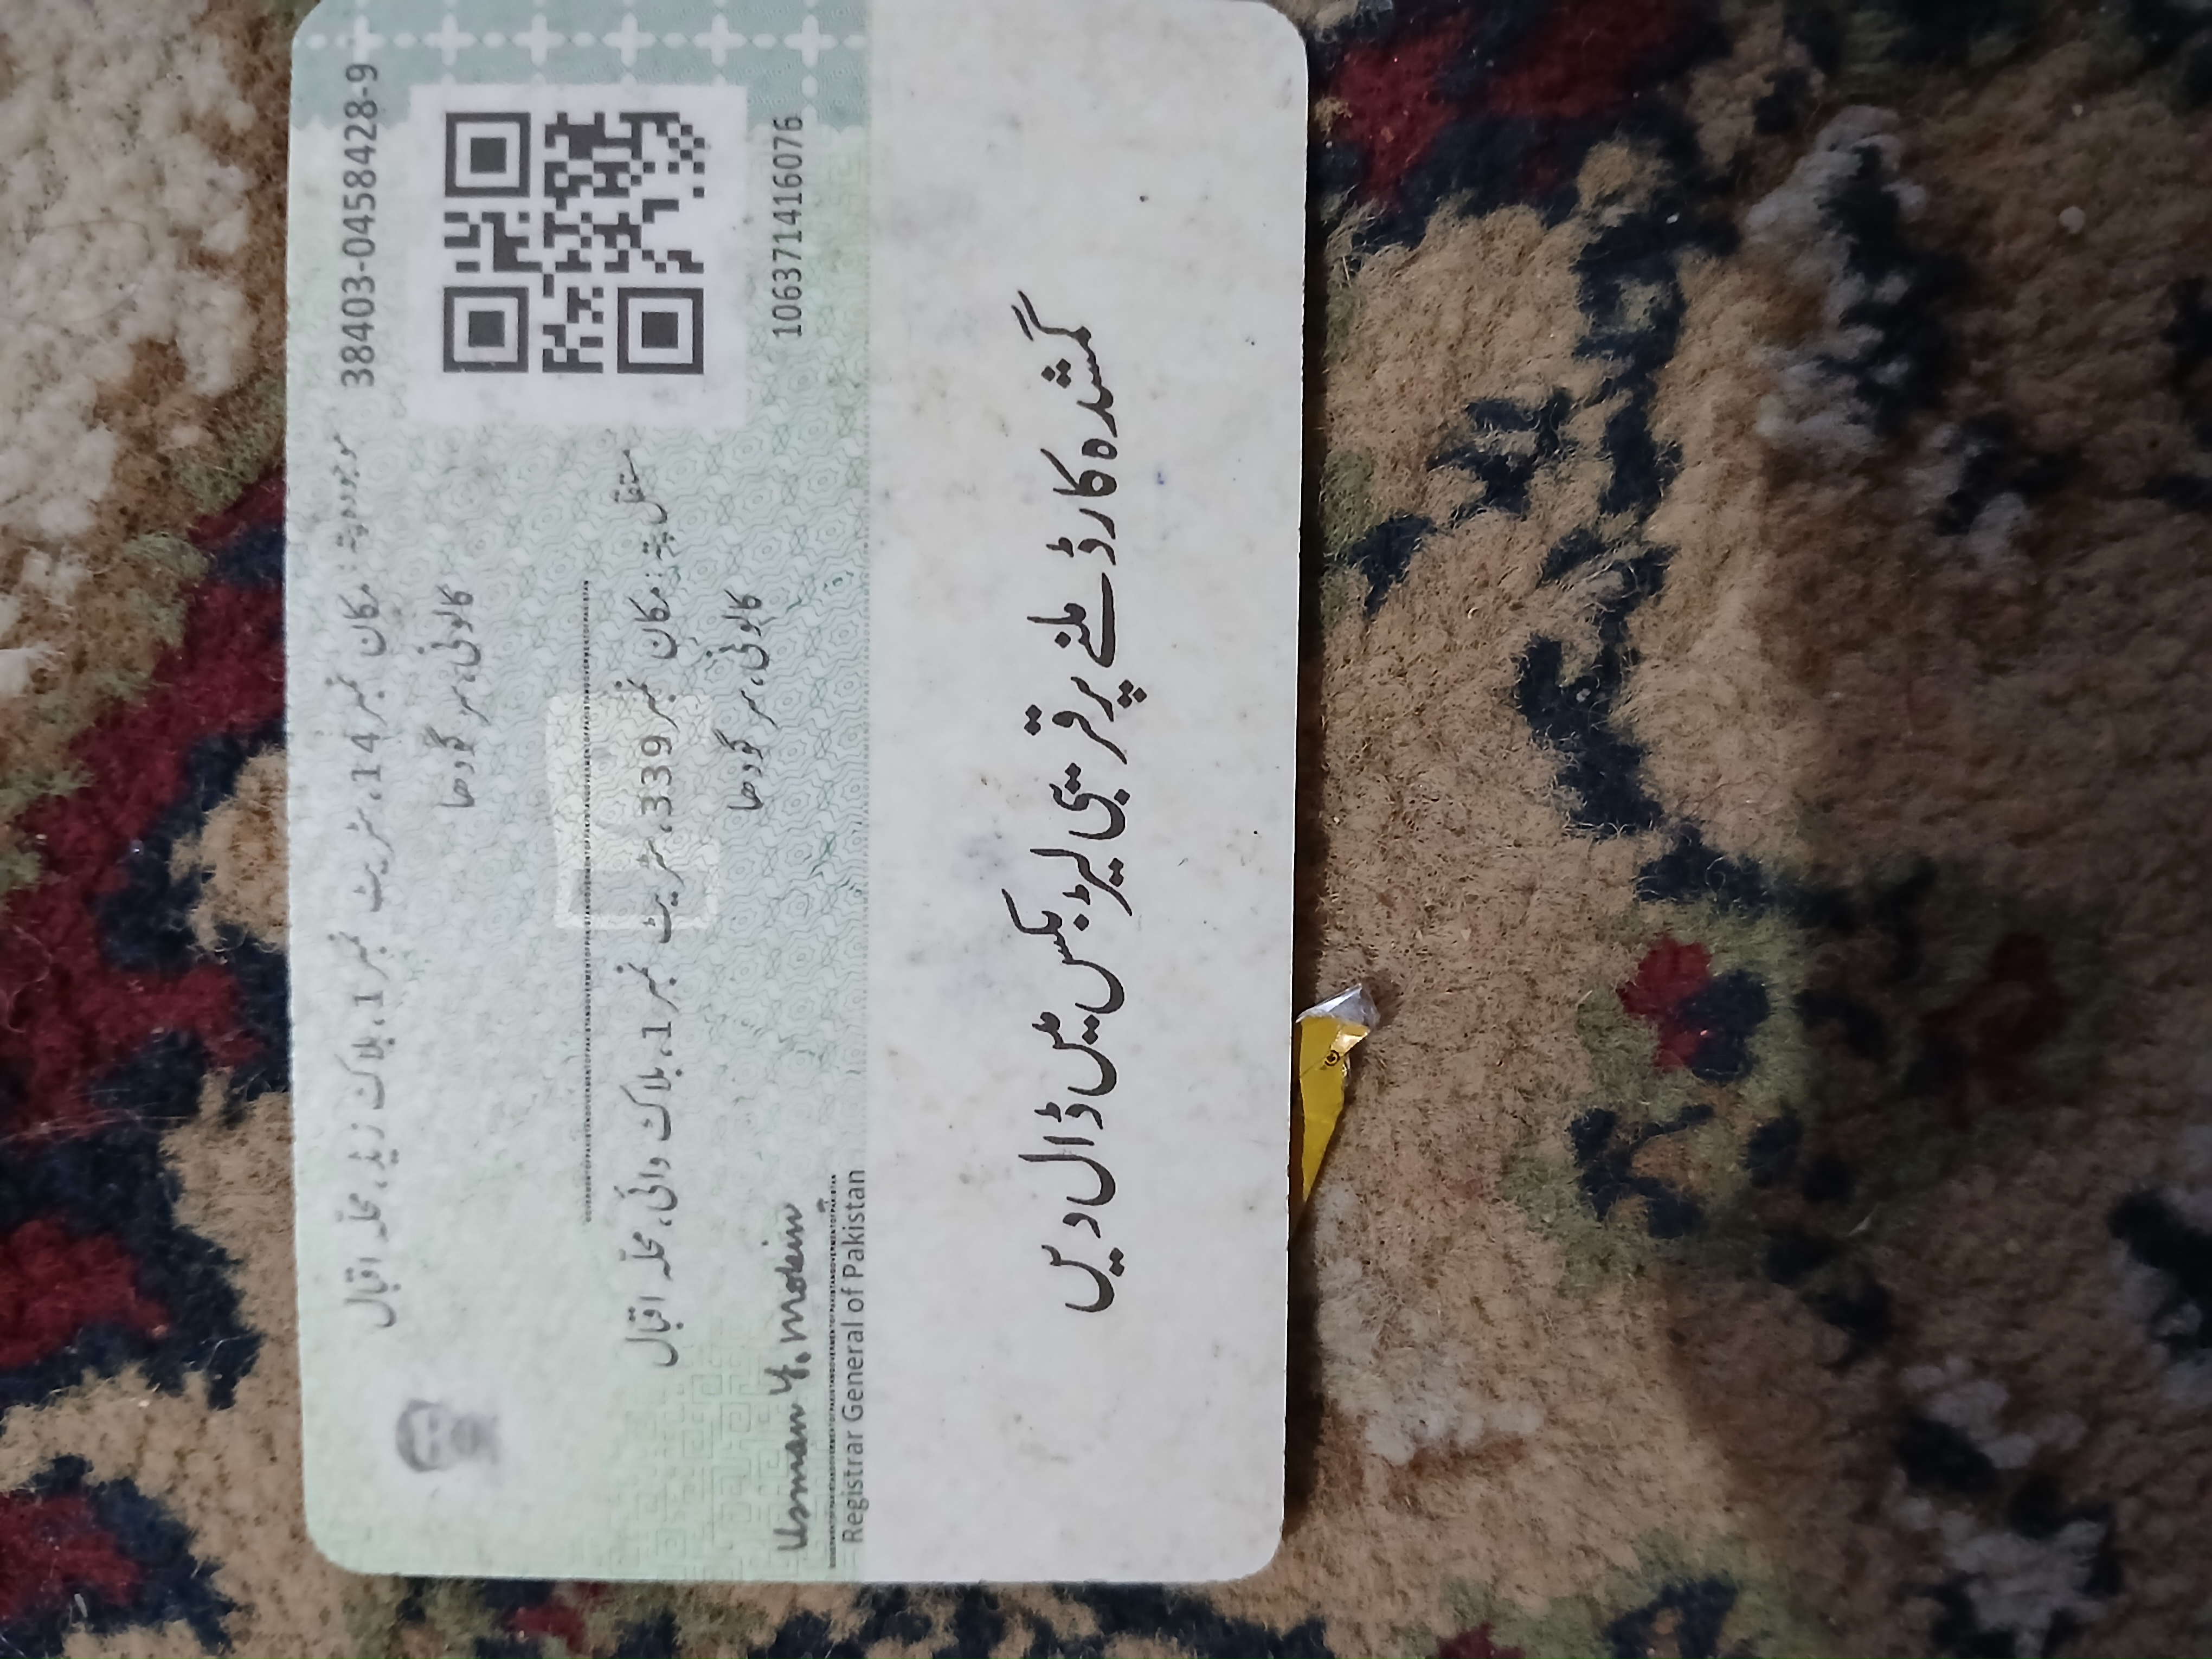 38403-0458428-9
موجودہ پتہ: مکان نمبر 14، سٹریٹ نمبر 1، بلاک زیڈ، محلہ اقبال
کالونی، سرگودھا
مستقل پتہ: مکان نمبر 339، سٹریٹ نمبر 1، بلاک وائی، محلہ اقبال
کالونی، سرگودھا
106371416076
Usman Y. Mobin
Registrar General of Pakistan
گمشدہ کارڈ ملنے پر قریبی لیٹر بکس میں ڈال دیں